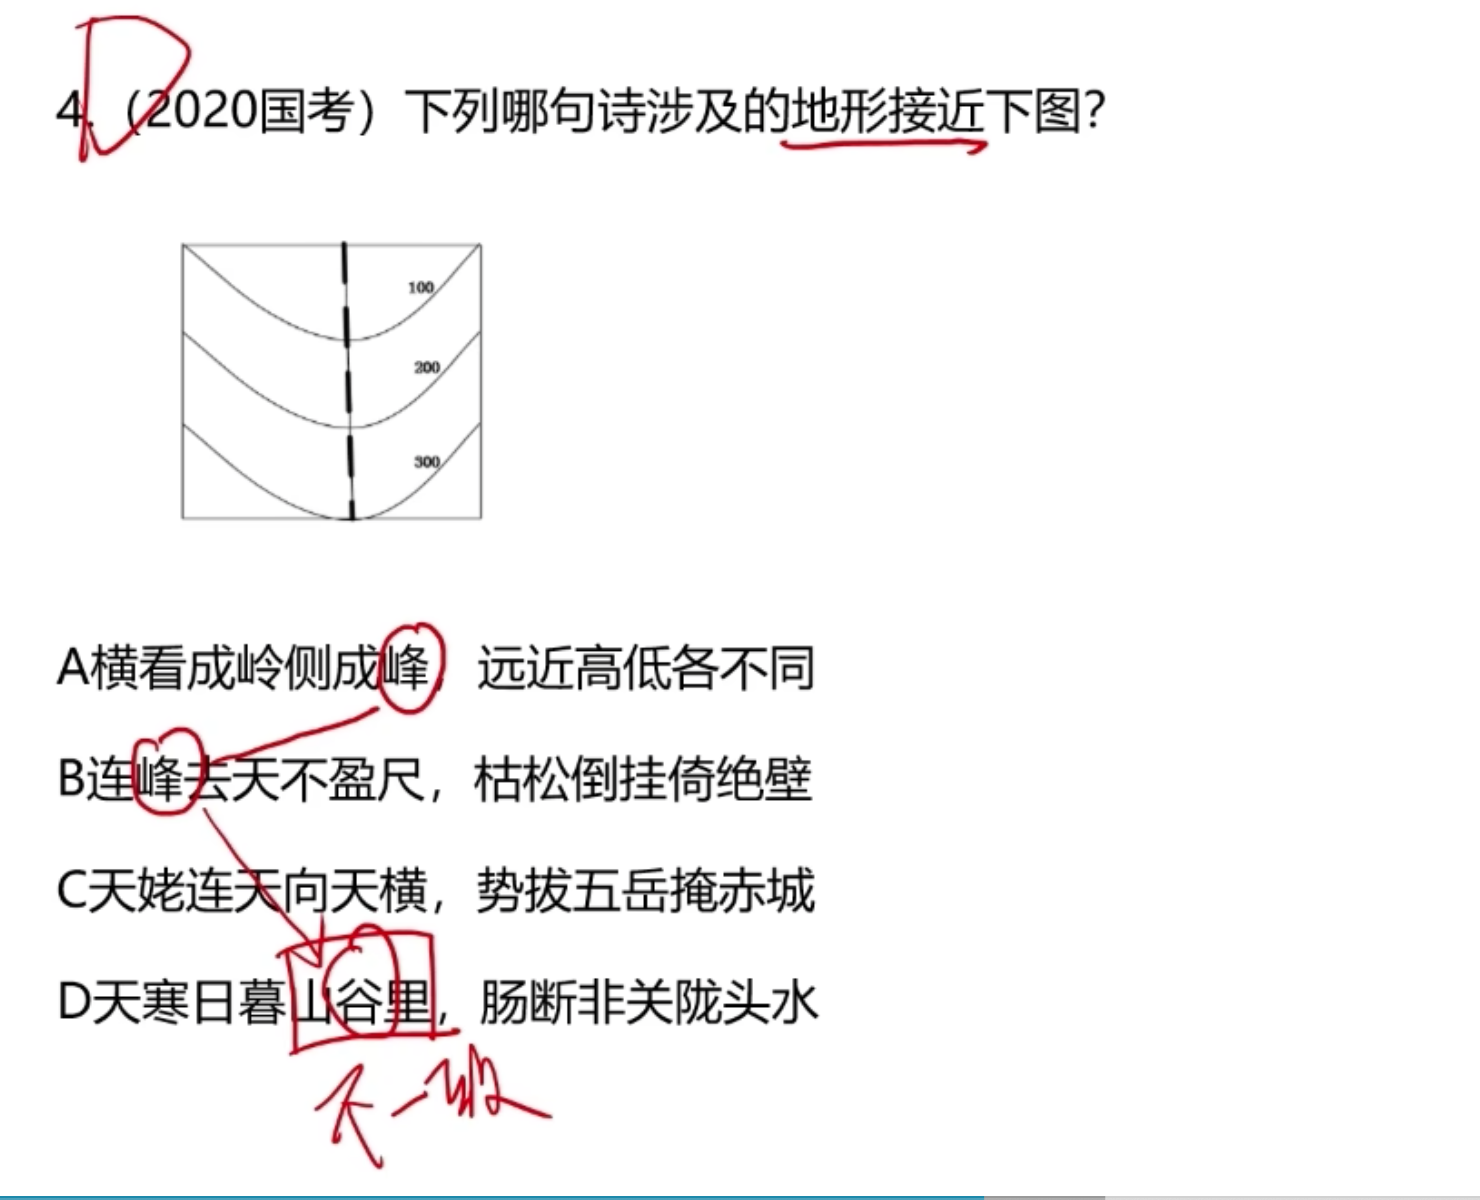 D
4.（2020国考）下列哪句诗涉及的地形接近下图？
100
200
300
A横看成岭侧成峰，远近高低各不同
B连峰去天不盈尺，枯松倒挂倚绝壁
C天姥连天向天横，势拔五岳掩赤城
D天寒日暮山谷里，肠断非关陇头水
不一般